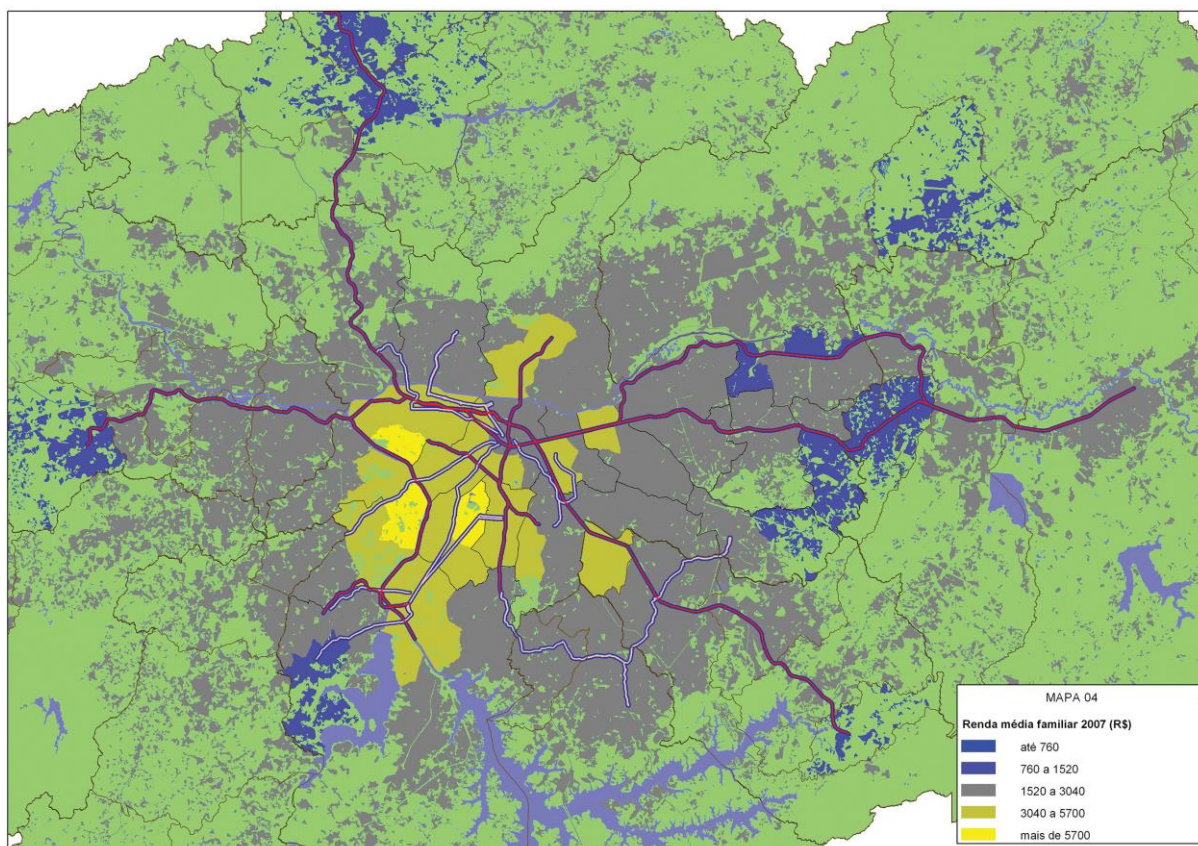 MAPA 04
Renda média familiar 2007 (R$)
até 760
760 a 1520
1520 a 3040
3040 a 5700
mais de 5700